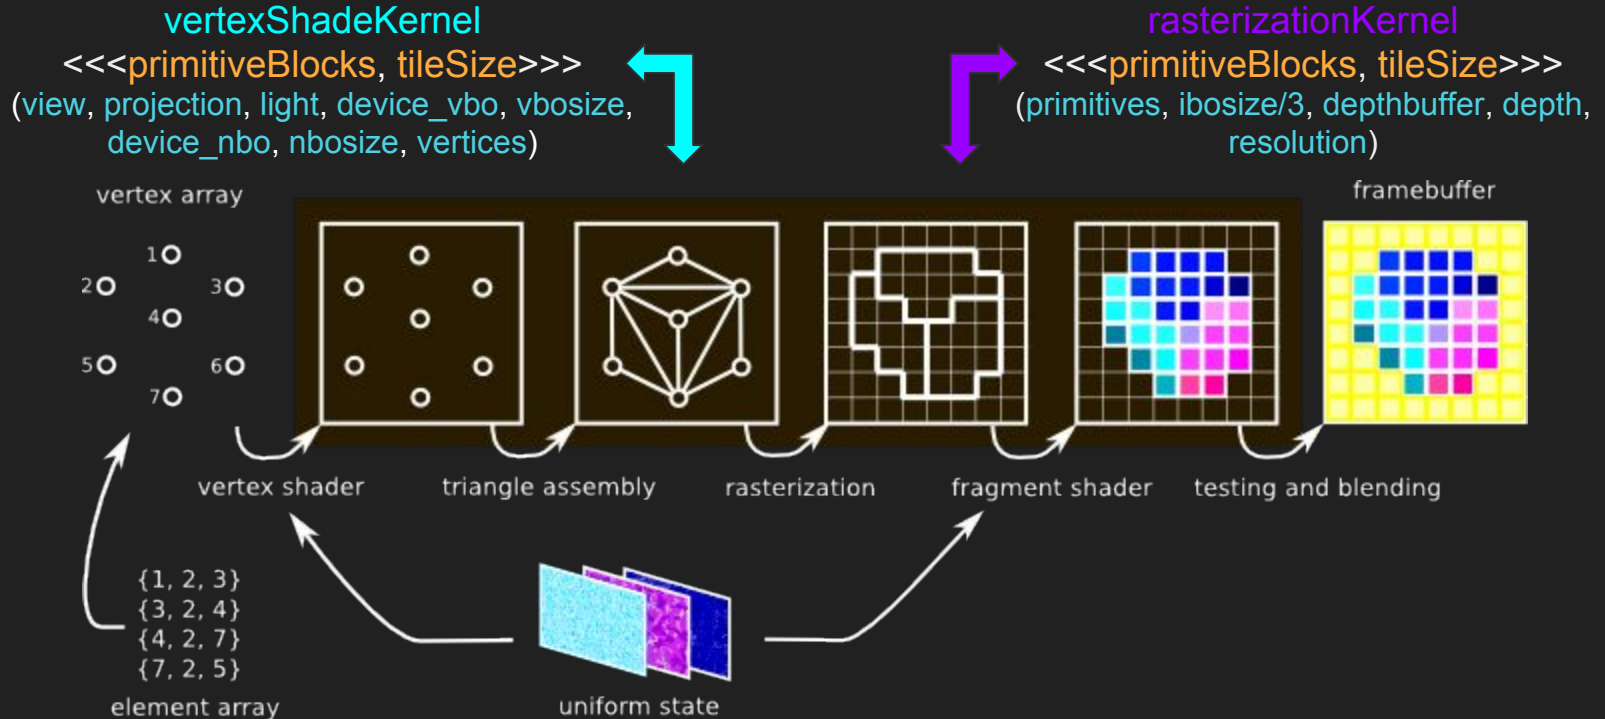 vertexShadeKernel
<<<primitiveBlocks, tileSize>>>
(view, projection, light, device_vbo, vbosize,
device_nbo, nbosize, vertices)
rasterizationKernel
<<<primitiveBlocks, tileSize>>>
(primitives, ibosize/3, depthbuffer, depth,
resolution)
vertex array
framebuffer
1
2
3
4
5
6
7
vertex shader
triangle assembly
rasterization
fragment shader
testing and blending
{1, 2, 3}
{3, 2, 4}
{4, 2, 7}
{7, 2, 5}
element array
uniform state